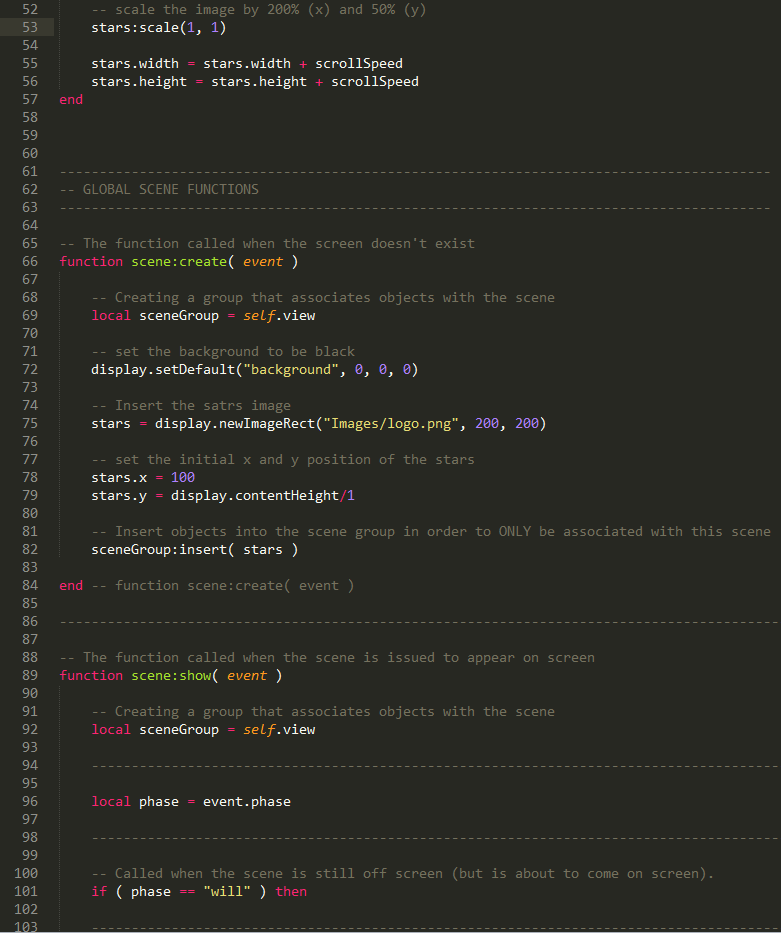 52 -- scale the image by 200% (x) and 50% (y)
53 stars:scale(1, 1)
54
55 stars.width = stars.width + scrollSpeed
56 stars.height = stars.height + scrollSpeed
57 end
58
59
60
61 -----------------------------------------------------------------------------------------
62 -- GLOBAL SCENE FUNCTIONS
63 -----------------------------------------------------------------------------------------
64
65 -- The function called when the screen doesn't exist
66 function scene:create( event )
67
68 -- Creating a group that associates objects with the scene
69 local sceneGroup = self.view
70
71 -- set the background to be black
72 display.setDefault("background", 0, 0, 0)
73
74 -- Insert the satrs image
75 stars = display.newImageRect("Images/logo.png", 200, 200)
76
77 -- set the initial x and y position of the stars
78 stars.x = 100
79 stars.y = display.contentHeight/1
80
81 -- Insert objects into the scene group in order to ONLY be associated with this scene
82 sceneGroup:insert( stars )
83
84 end -- function scene:create( event )
85
86 ------------------------------------------------------------------------------------------
87
88 -- The function called when the scene is issued to appear on screen
89 function scene:show( event )
90
91 -- Creating a group that associates objects with the scene
92 local sceneGroup = self.view
93
94 --------------------------------------------------------------------------------------
95
96 local phase = event.phase
97
98 --------------------------------------------------------------------------------------
99
100 -- Called when the scene is still off screen (but is about to come on screen).
101 if ( phase == "will" ) then
102
103 --------------------------------------------------------------------------------------